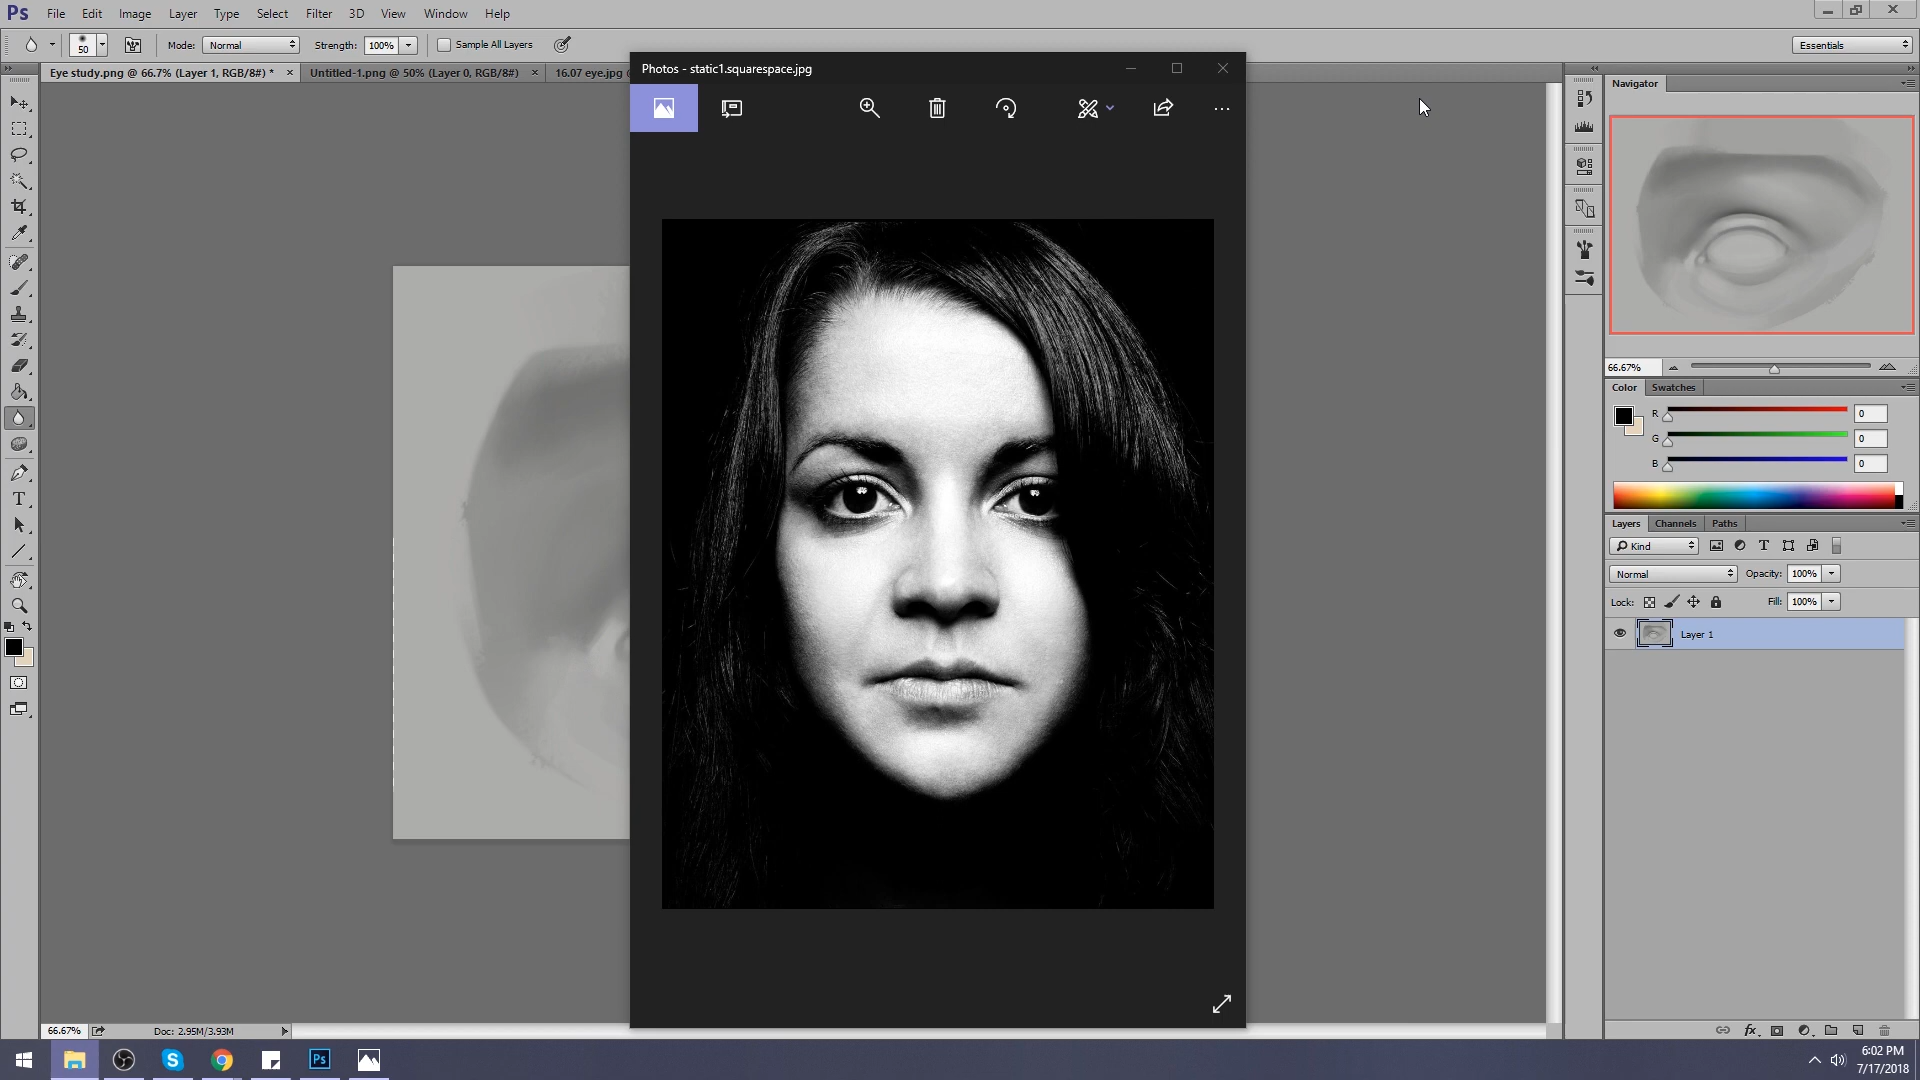 Ps File Edit Image Layer Type Select Filter 3D View Window Help
50 Mode: Normal Strength: 100% Sample All Layers Essentials
Eye study.png @ 66.7% (Layer 1, RGB/8#) * × Untitled-1.png @ 50% (Layer 0, RGB/8#) × 16.07 eye.jpg
Photos - static1.squarespace.jpg
Navigator
66.67%
Color Swatches
R 0
G 0
B 0
Layers Channels Paths
Kind
Normal Opacity: 100%
Lock: Fill: 100%
Layer 1
T
66.67% Doc: 2.95M/3.93M
fx
Ps
6:02 PM
7/17/2018